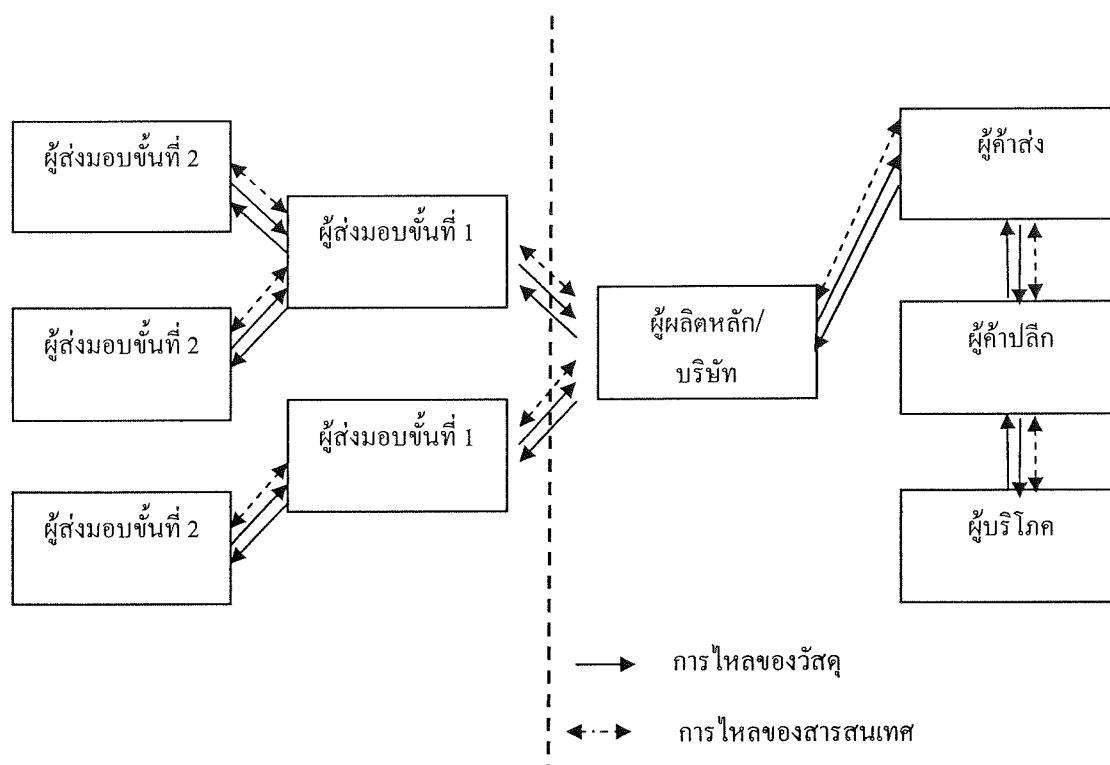 ผู้ส่งมอบขั้นที่ 2
ผู้ส่งมอบขั้นที่ 2
ผู้ส่งมอบขั้นที่ 2
ผู้ส่งมอบขั้นที่ 1
ผู้ส่งมอบขั้นที่ 1
ผู้ผลิตหลัก/
บริษัท
ผู้ค้าส่ง
ผู้ค้าปลีก
ผู้บริโภค
การไหลของวัสดุ
การไหลของสารสนเทศ